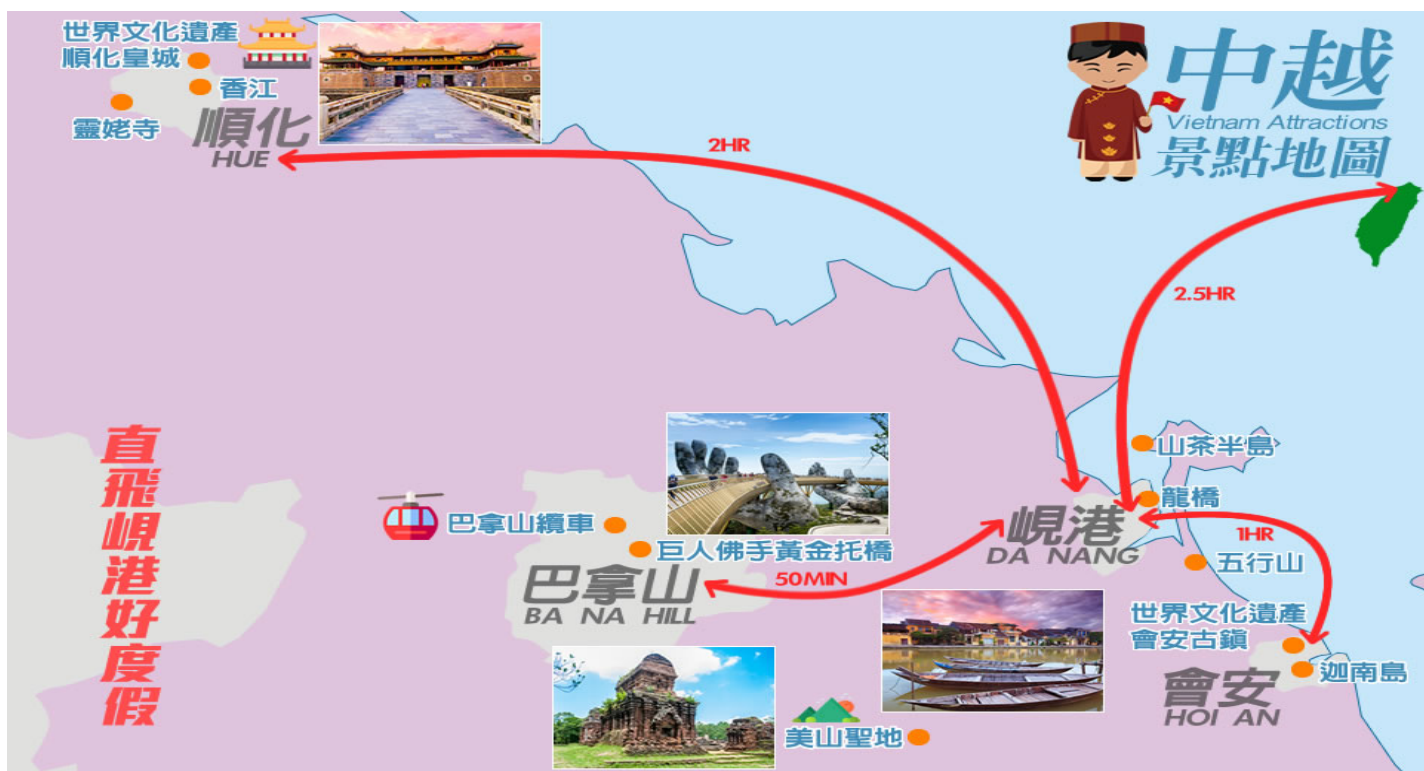 世界文化遺產
順化皇城
香江
靈姥寺
順化
HUE
2HR
中越
Vietnam Attractions
景點地圖
2.5HR
直飛峴港好度假
巴拿山纜車
巨人佛手黃金托橋
巴拿山
BA NA HILL
50MIN
山茶半島
龍橋
峴港
DA NANG
1HR
五行山
世界文化遺產
會安古鎮
迦南島
會安
HOI AN
美山聖地